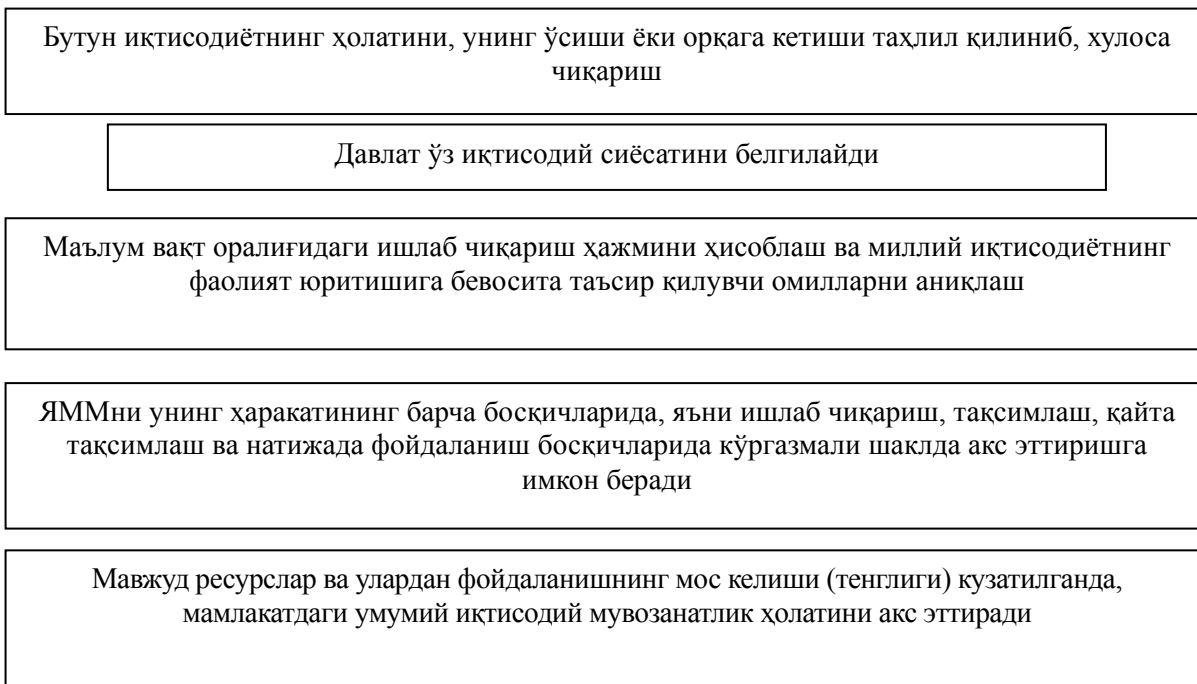 Бутун иқтисодиётнинг ҳолатини, унинг ўсиши ёки орқага кетиши таҳлил қилиниб, хулоса
чиқариш
Давлат ўз иқтисодий сиёсатини белгилайди
Маълум вақт оралиғидаги ишлаб чиқариш ҳажмини ҳисоблаш ва миллий иқтисодиётнинг
фаолият юритишига бевосита таъсир қилувчи омилларни аниқлаш
ЯММни унинг ҳаракатининг барча босқичларида, яъни ишлаб чиқариш, тақсимлаш, қайта
тақсимлаш ва натижада фойдаланиш босқичларида кўргазмали шаклда акс эттиришга
имкон беради
Мавжуд ресурслар ва улардан фойдаланишнинг мос келиши (тенглиги) кузатилганда,
мамлакатдаги умумий иқтисодий мувозанатлик ҳолатини акс эттиради